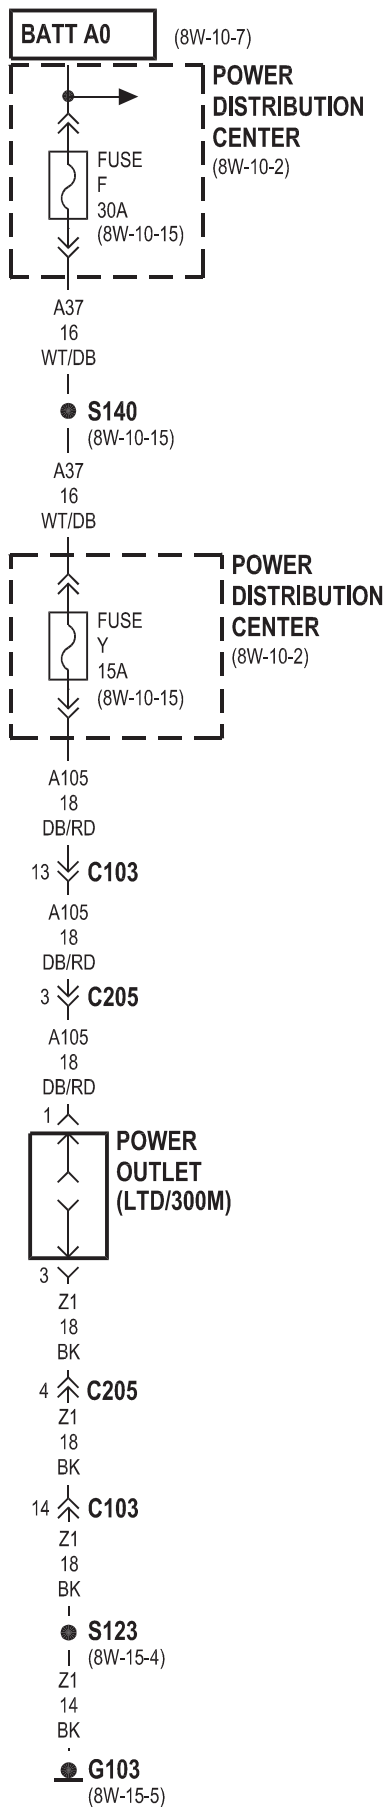 BATT A0 (8W-10-7)
POWER
DISTRIBUTION
CENTER
(8W-10-2)
FUSE
F
30A
(8W-10-15)
A37
16
WT/DB
S140
(8W-10-15)
A37
16
WT/DB
POWER
DISTRIBUTION
CENTER
(8W-10-2)
FUSE
Y
15A
(8W-10-15)
A105
18
DB/RD
13 C103
A105
18
DB/RD
3 C205
A105
18
DB/RD
1
POWER
OUTLET
(LTD/300M)
3
Z1
18
BK
4 C205
Z1
18
BK
14 C103
Z1
18
BK
S123
(8W-15-4)
Z1
14
BK
G103
(8W-15-5)